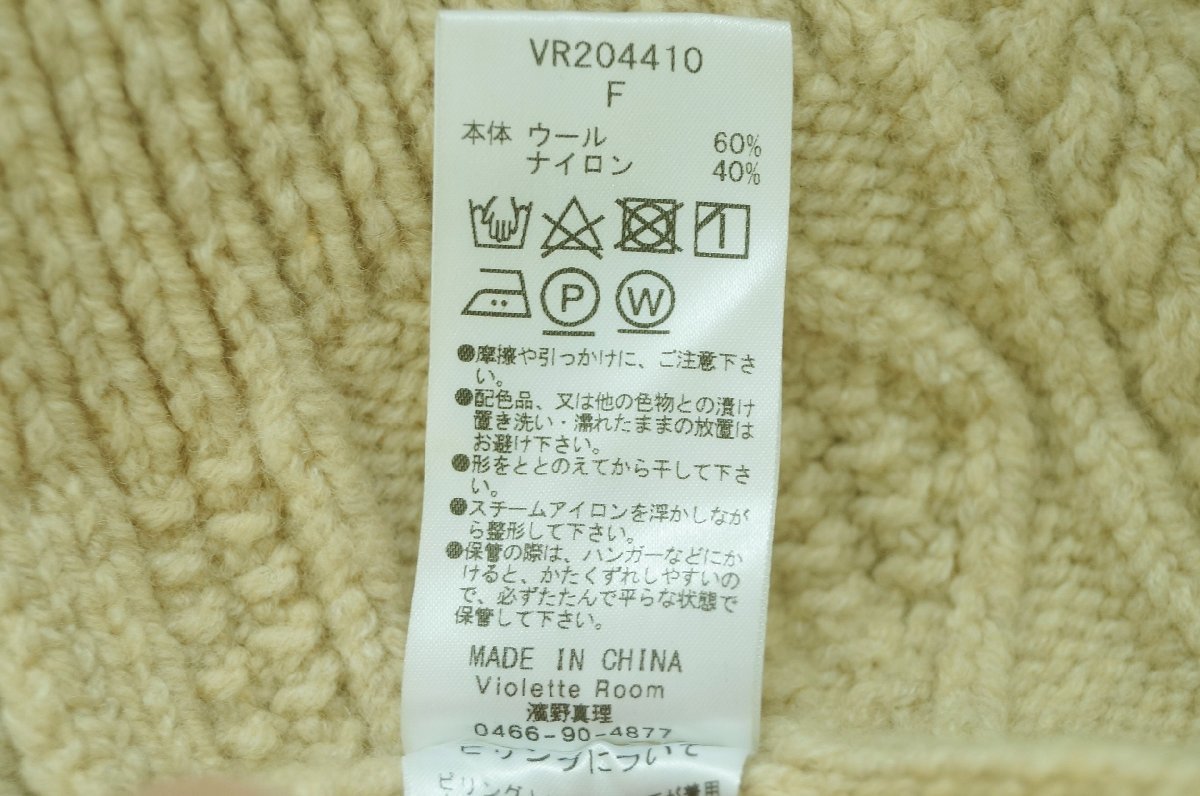 VR204410
F
本体 ウール 60%
ナイロン 40%
P W
●摩擦や引っかけに、ご注意下さ
い。
●配色品、又は他の色物との漬け
置き洗い・濡れたままの放置は
お避け下さい。
●形をととのえてから干して下さ
い。
●スチームアイロンを浮かしなが
ら整形して下さい。
●保管の際は、ハンガーなどにか
けると、かたくずれしやすいの
で、必ずたたんで平らな状態で
保管して下さい。
MADE IN CHINA
Violette Room
濱野真理
0466-90-4877
ピリングについて